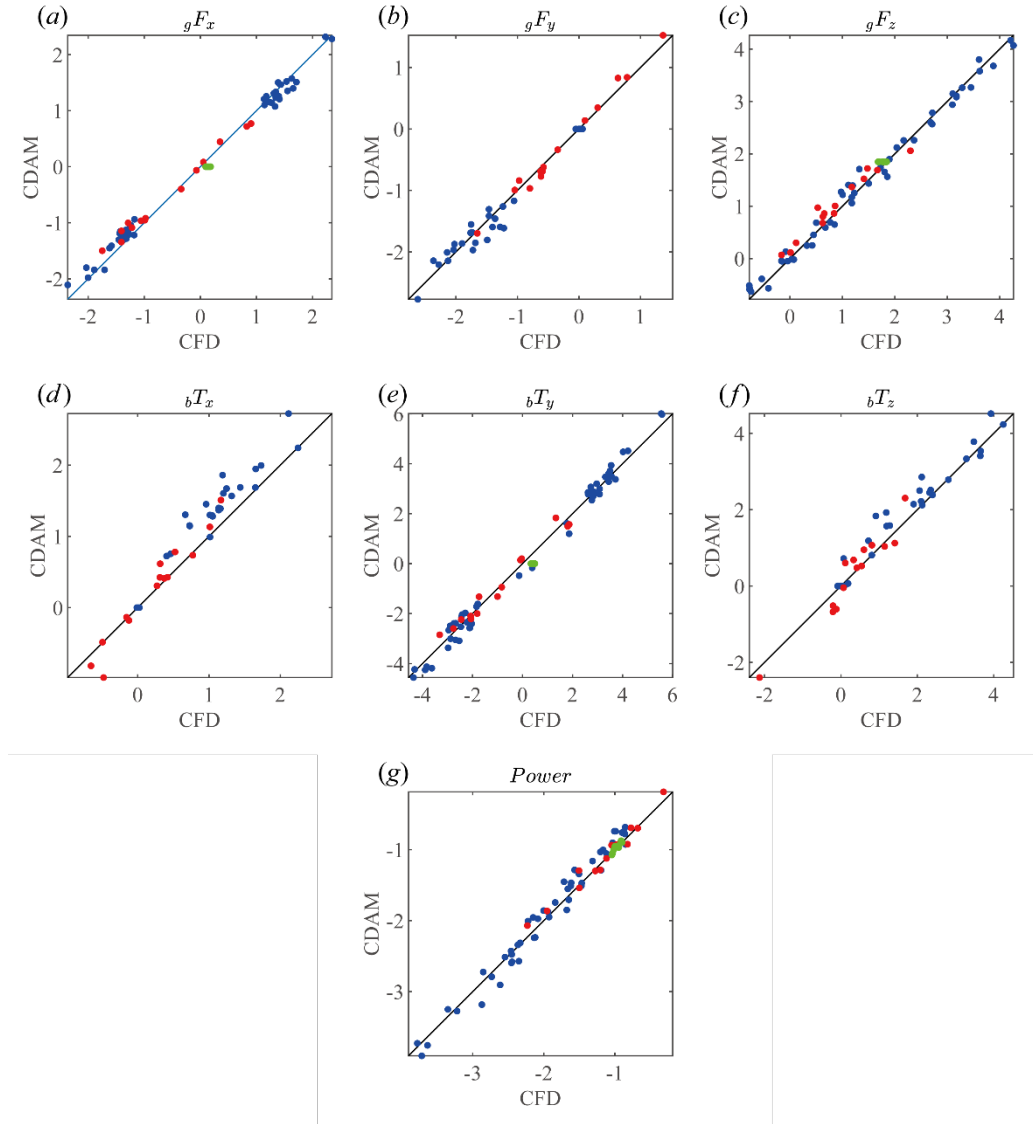 (a) gFx
(b) gFy
(c) gFz
2
1
0
-1
-2
CDAM
-2 -1 0 1 2
CFD
1
0
-1
-2
CDAM
-2 -1 0 1
CFD
4
3
2
1
0
CDAM
0 1 2 3 4
CFD
(d) bTx
(e) bTy
(f) bTz
2
1
0
CDAM
0 1 2
CFD
6
4
2
0
-2
-4
CDAM
-4 -2 0 2 4 6
CFD
4
2
0
-2
CDAM
-2 0 2 4
CFD
(g) Power
-1
-2
-3
CDAM
-3 -2 -1
CFD